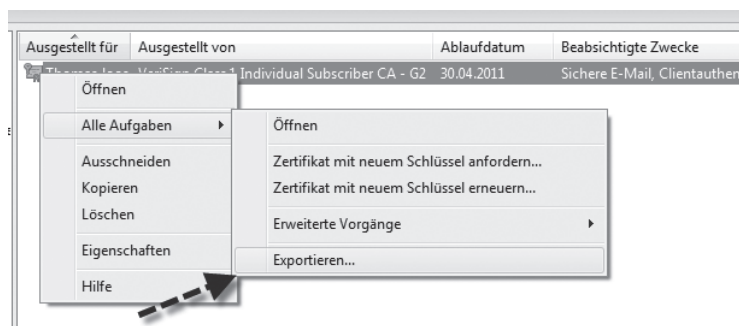 Ausgestellt für Ausgestellt von Ablaufdatum Beabsichtigte Zwecke
Individual Subscriber CA - G2 30.04.2011 Sichere E-Mail, Clientauthen
Öffnen
Alle Aufgaben
Ausschneiden
Kopieren
Löschen
Eigenschaften
Hilfe
Öffnen
Zertifikat mit neuem Schlüssel anfordern...
Zertifikat mit neuem Schlüssel erneuern...
Erweiterte Vorgänge
Exportieren...